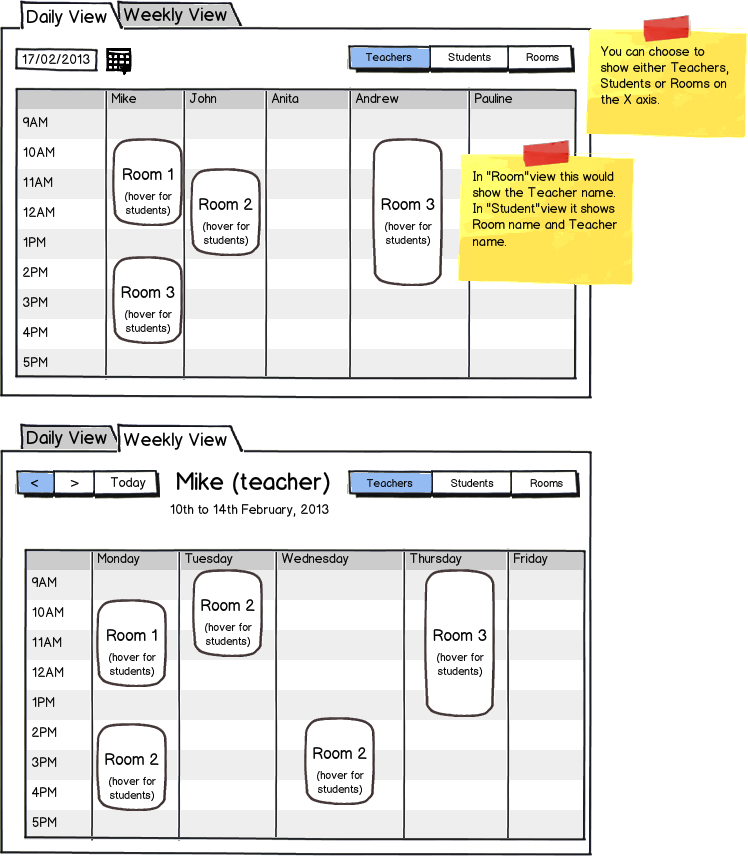 Daily View
Weekly View
17/02/2013
Teachers
Students
Rooms
You can choose to
show either Teachers,
Students or Rooms on
the X axis.
Mike
John
Anita
Andrew
Pauline
9AM
10AM
11AM
12AM
1PM
2PM
3PM
4PM
5PM
Room 1
(hover for
students)
Room 3
(hover for
students)
Room 2
(hover for
students)
Room 3
(hover for
students)
In "Room"view this would
show the Teacher name.
In "Student"view it shows
Room name and Teacher
name.
Daily View
Weekly View
<
>
Today
Mike (teacher)
10th to 14th February, 2013
Teachers
Students
Rooms
Monday
Tuesday
Wednesday
Thursday
Friday
9AM
10AM
11AM
12AM
1PM
2PM
3PM
4PM
5PM
Room 1
(hover for
students)
Room 2
(hover for
students)
Room 2
(hover for
students)
Room 2
(hover for
students)
Room 3
(hover for
students)